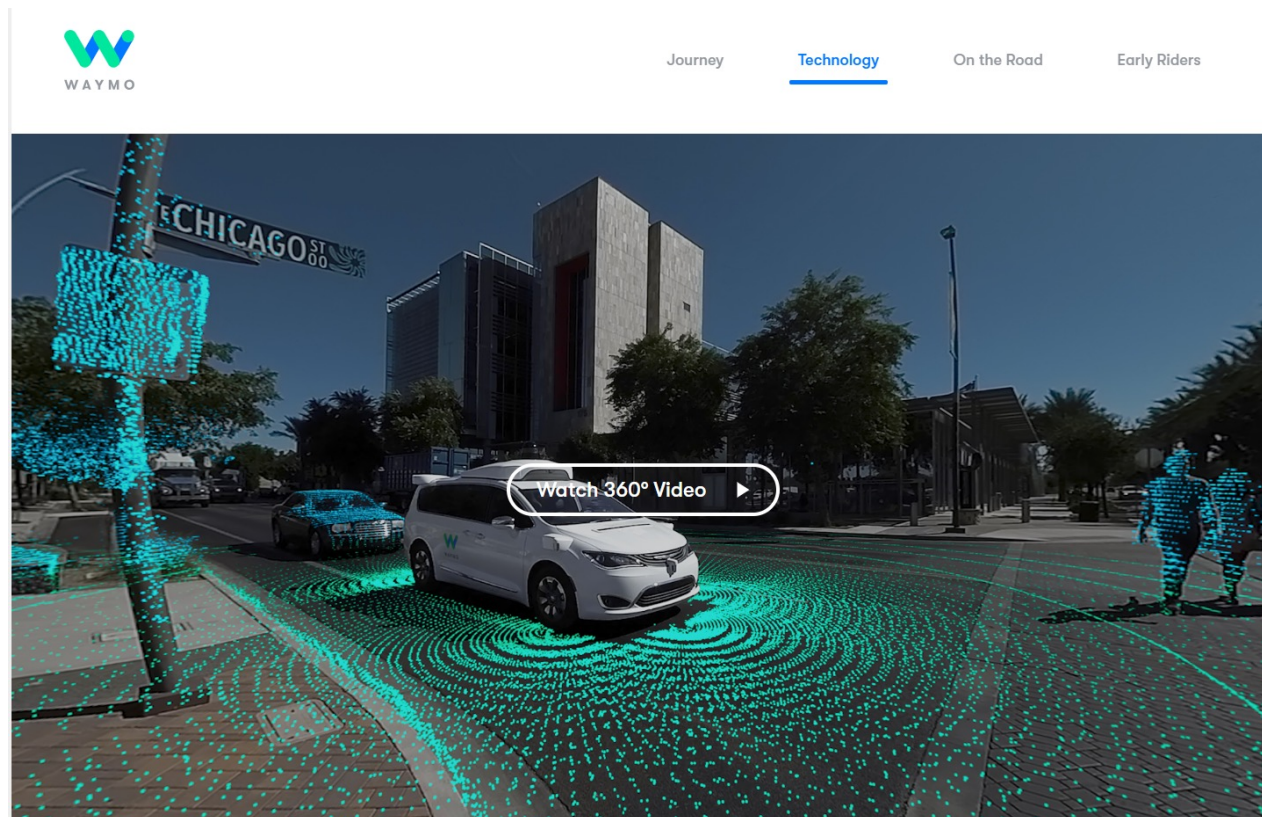 WAYMO
Journey
Technology
On the Road
Early Riders
E CHICAGO ST
00
Watch 360° Video